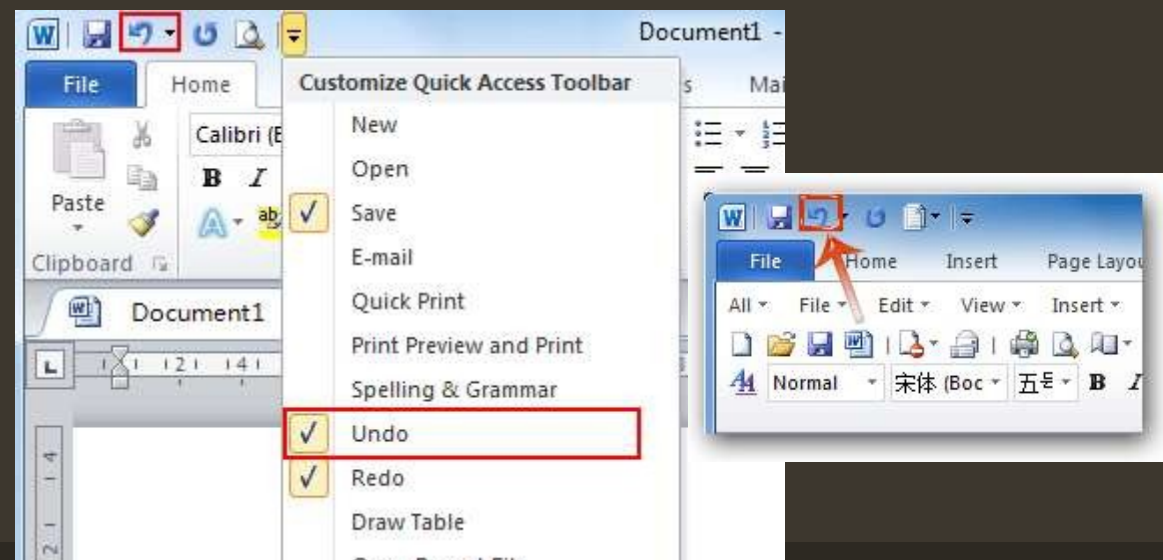 Document1 -
File Home
Customize Quick Access Toolbar
s Mai
New
Open
Save
E-mail
Quick Print
Print Preview and Print
Spelling & Grammar
Undo
Redo
Draw Table
Calibri (E
B I
Paste
Clipboard
Document1
File Home Insert Page Layou
All File Edit View Insert
Normal 宋体 (Boc 五号 B I